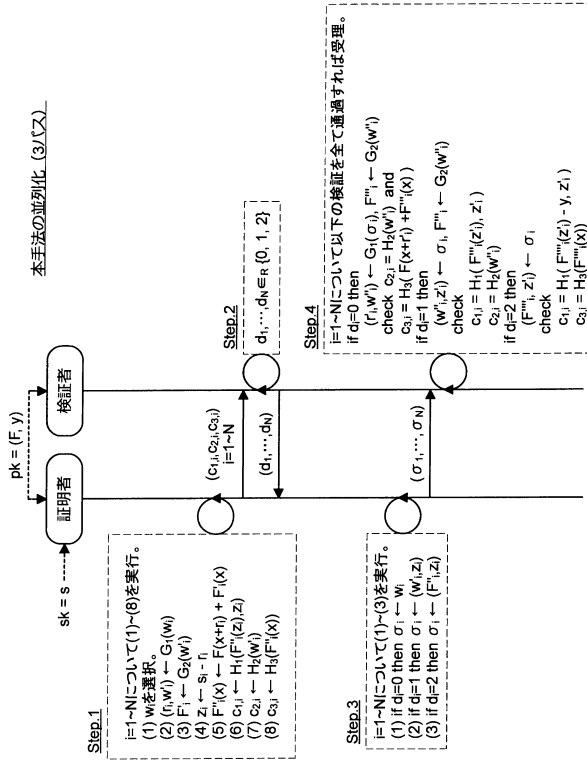 本手法の並列化（3パス）
pk = (F, y)
sk = s
証明者
検証者
Step.1
i=1~Nについて(1)~(8)を実行。
(1) wiを選択。
(2) (ri,w'i) ← G1(wi)
(3) F'i ← G2(w'i)
(4) zi ← si - ri
(5) F''i(x) ← F(x+ri) + F'i(x)
(6) c1,i ← H1(F''i(zi),zi)
(7) c2,i ← H2(w'i)
(8) c3,i ← H3(F''i(x))
(c1,i,c2,i,c3,i)
i=1~N
Step.2
d1,…,dN ∈R {0, 1, 2}
(d1,…,dN)
Step.3
i=1~Nについて(1)~(3)を実行。
(1) if di=0 then σi ← wi
(2) if di=1 then σi ← (w'i,zi)
(3) if di=2 then σi ← (F''i,zi)
(σ1,…,σN)
Step.4
i=1~Nについて以下の検証を全て通過すれば受理。
if di=0 then
(r'i,w''i) ← G1(σi), F'''i ← G2(w''i)
check c2,i = H2(w''i) and
c3,i = H3( F(x+r'i) +F'''i(x) )
if di=1 then
(w''i,z'i) ← σi, F'''i ← G2(w''i)
check
c1,i = H1( F'''i(z'i), z'i )
c2,i = H2(w''i)
if di=2 then
(F''''i, z'i) ← σi
check
c1,i = H1( F''''i(z'i) - y, z'i )
c3,i = H3(F''''i(x))